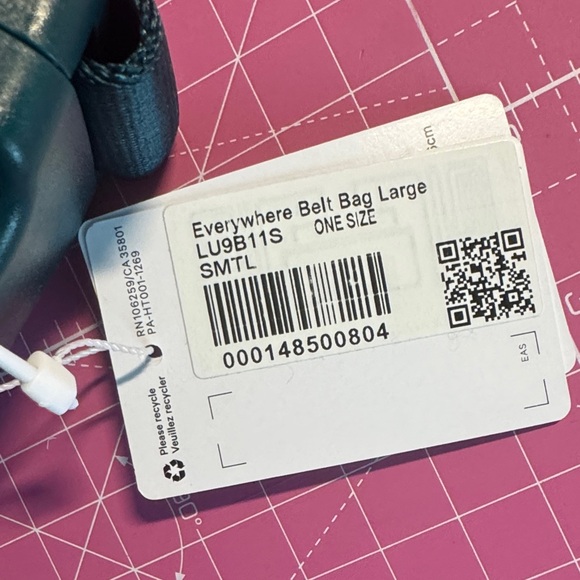 Everywhere Belt Bag Large
LU9B11S ONE SIZE
SMTL
000148500804
RN106259/CA35801
PA-HT001-1269
Please recycle
Veuillez recycler
EAS
cm